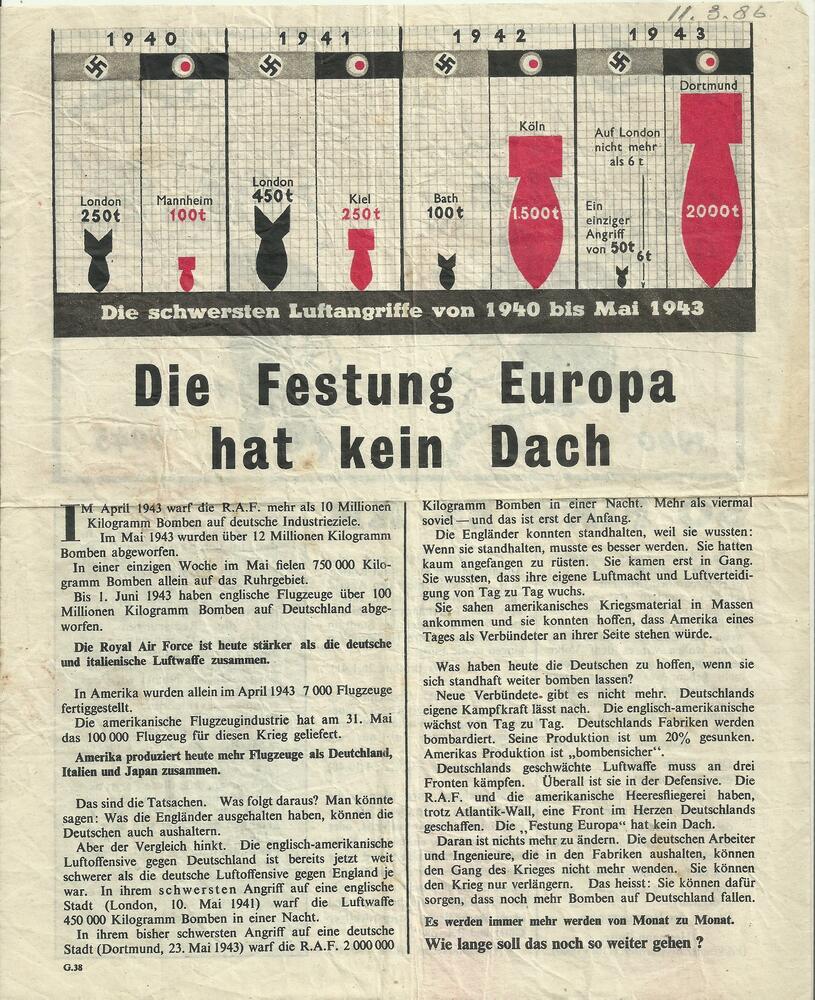 11.3.86
1940 1941 1942 1943
Dortmund
Köln
Auf London
nicht mehr
als 6 t
London
250t
Mannheim
100t
London
450t
Kiel
250t
Bath
100t
1.500t
Ein
einziger
Angriff
von 50t
6t
2000t
Die schwersten Luftangriffe von 1940 bis Mai 1943
Die Festung Europa
hat kein Dach
IM April 1943 warf die R.A.F. mehr als 10 Millionen
Kilogramm Bomben auf deutsche Industrieziele.
Im Mai 1943 wurden über 12 Millionen Kilogramm
Bomben abgeworfen.
In einer einzigen Woche im Mai fielen 750 000 Kilo-
gramm Bomben allein auf das Ruhrgebiet.
Bis 1. Juni 1943 haben englische Flugzeuge über 100
Millionen Kilogramm Bomben auf Deutschland abge-
worfen.
Die Royal Air Force ist heute stärker als die deutsche
und italienische Luftwaffe zusammen.
In Amerika wurden allein im April 1943 7 000 Flugzeuge
fertiggestellt.
Die amerikanische Flugzeugindustrie hat am 31. Mai
das 100 000 Flugzeug für diesen Krieg geliefert.
Amerika produziert heute mehr Flugzeuge als Deutchland,
Italien und Japan zusammen.
Das sind die Tatsachen. Was folgt daraus? Man könnte
sagen: Was die Engländer ausgehalten haben, können die
Deutschen auch aushaltern.
Aber der Vergleich hinkt. Die englisch-amerikanische
Luftoffensive gegen Deutschland ist bereits jetzt weit
schwerer als die deutsche Luftoffensive gegen England je
war. In ihrem schwersten Angriff auf eine englische
Stadt (London, 10. Mai 1941) warf die Luftwaffe
450 000 Kilogramm Bomben in einer Nacht.
In ihrem bisher schwersten Angriff auf eine deutsche
Stadt (Dortmund, 23. Mai 1943) warf die R.A.F. 2 000 000
G.38
Kilogramm Bomben in einer Nacht. Mehr als viermal
soviel — und das ist erst der Anfang.
Die Engländer konnten standhalten, weil sie wussten:
Wenn sie standhalten, musste es besser werden. Sie hatten
kaum angefangen zu rüsten. Sie kamen erst in Gang.
Sie wussten, dass ihre eigene Luftmacht und Luftverteidi-
gung von Tag zu Tag wuchs.
Sie sahen amerikanisches Kriegsmaterial in Massen
ankommen und sie konnten hoffen, dass Amerika eines
Tages als Verbündeter an ihrer Seite stehen würde.
Was haben heute die Deutschen zu hoffen, wenn sie
sich standhaft weiter bomben lassen?
Neue Verbündete gibt es nicht mehr. Deutschlands
eigene Kampfkraft lässt nach. Die englisch-amerikanische
wächst von Tag zu Tag. Deutschlands Fabriken werden
bombardiert. Seine Produktion ist um 20% gesunken.
Amerikas Produktion ist „bombensicher“.
Deutschlands geschwächte Luftwaffe muss an drei
Fronten kämpfen. Überall ist sie in der Defensive. Die
R.A.F. und die amerikanische Heeresfliegerei haben,
trotz Atlantik-Wall, eine Front im Herzen Deutschlands
geschaffen. Die „Festung Europa“ hat kein Dach.
Daran ist nichts mehr zu ändern. Die deutschen Arbeiter
und Ingenieure, die in den Fabriken aushalten, können
den Gang des Krieges nicht mehr wenden. Sie können
den Krieg nur verlängern. Das heisst: Sie können dafür
sorgen, dass noch mehr Bomben auf Deutschland fallen.
Es werden immer mehr werden von Monat zu Monat.
Wie lange soll das noch so weiter gehen ?